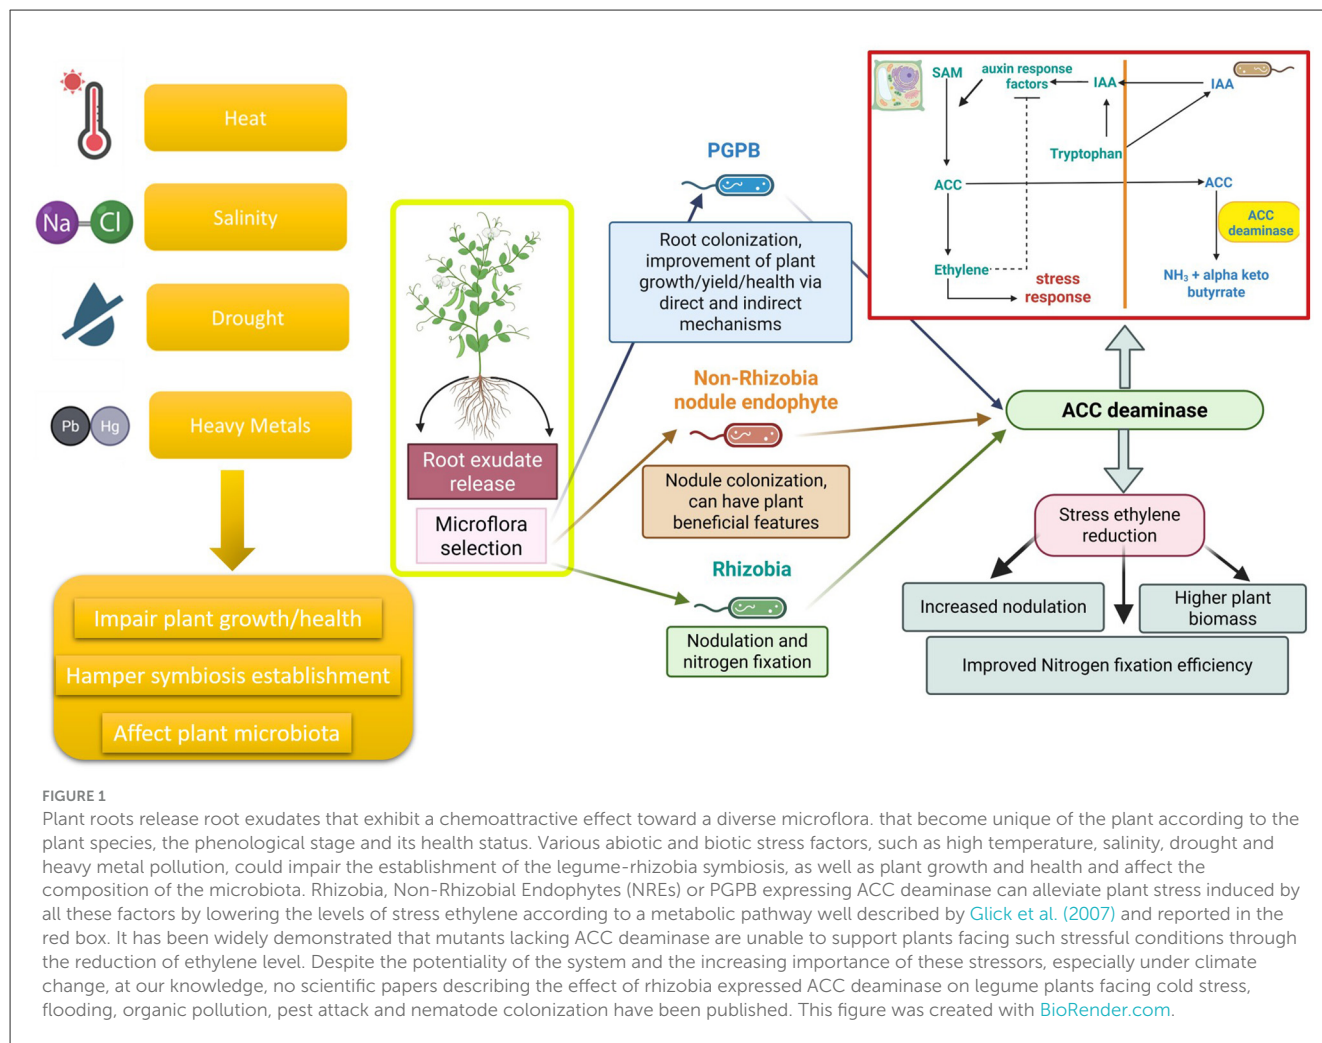 Heat
Na
Cl
Salinity
Drought
Pb
Hg
Heavy Metals
Impair plant growth/health
Hamper symbiosis establishment
Affect plant microbiota
Root exudate
release
Microflora
selection
PGPB
Root colonization,
improvement of plant
growth/yield/health via
direct and indirect
mechanisms
Non-Rhizobia
nodule endophyte
Nodule colonization,
can have plant
beneficial features
Rhizobia
Nodulation and
nitrogen fixation
SAM
auxin response
factors
IAA
IAA
Tryptophan
ACC
ACC
ACC
deaminase
Ethylene
stress
response
NH₃ + alpha keto
butyrrate
ACC deaminase
Stress ethylene
reduction
Increased nodulation
Higher plant
biomass
Improved Nitrogen fixation efficiency
FIGURE 1
Plant roots release root exudates that exhibit a chemoattractive effect toward a diverse microflora. that become unique of the plant according to the
plant species, the phenological stage and its health status. Various abiotic and biotic stress factors, such as high temperature, salinity, drought and
heavy metal pollution, could impair the establishment of the legume-rhizobia symbiosis, as well as plant growth and health and affect the
composition of the microbiota. Rhizobia, Non-Rhizobial Endophytes (NREs) or PGPB expressing ACC deaminase can alleviate plant stress induced by
all these factors by lowering the levels of stress ethylene according to a metabolic pathway well described by Glick et al. (2007) and reported in the
red box. It has been widely demonstrated that mutants lacking ACC deaminase are unable to support plants facing such stressful conditions through
the reduction of ethylene level. Despite the potentiality of the system and the increasing importance of these stressors, especially under climate
change, at our knowledge, no scientific papers describing the effect of rhizobia expressed ACC deaminase on legume plants facing cold stress,
flooding, organic pollution, pest attack and nematode colonization have been published. This figure was created with BioRender.com.